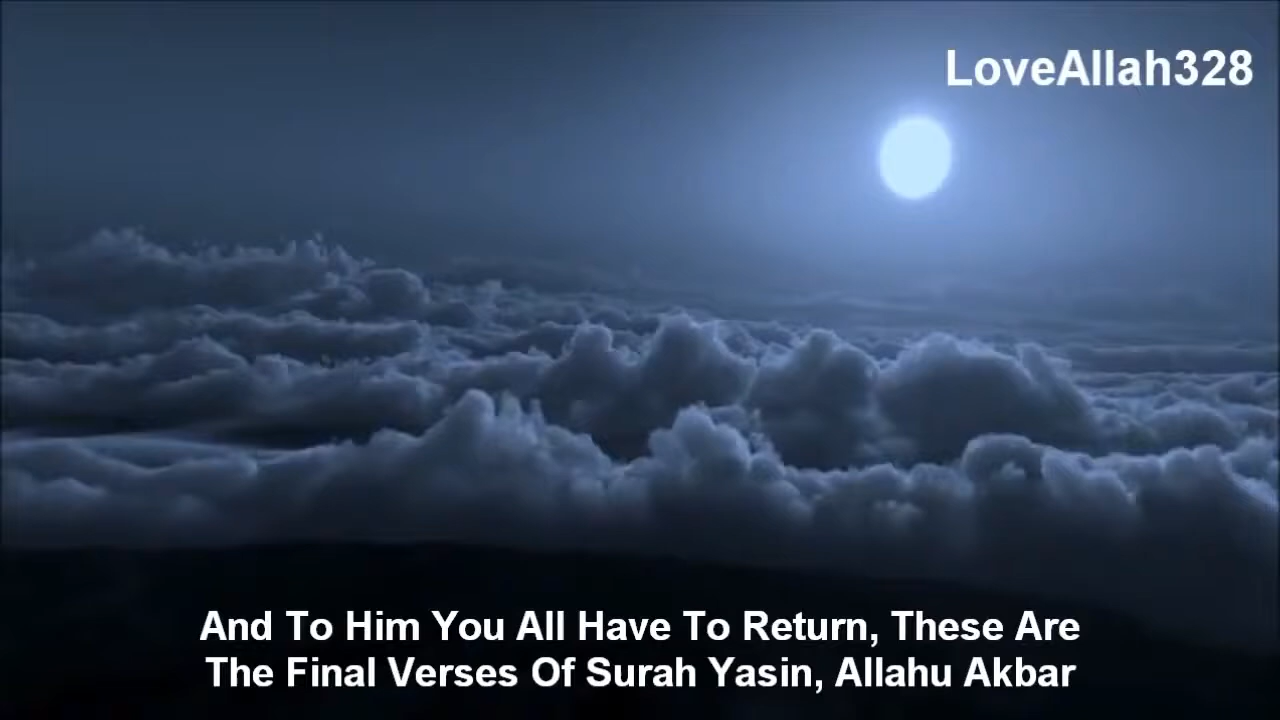 LoveAllah328
And To Him You All Have To Return, These Are
The Final Verses Of Surah Yasin, Allahu Akbar